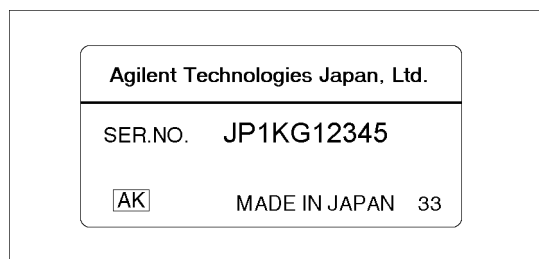 Agilent Technologies Japan, Ltd.
SER.NO. JP1KG12345
AK MADE IN JAPAN 33